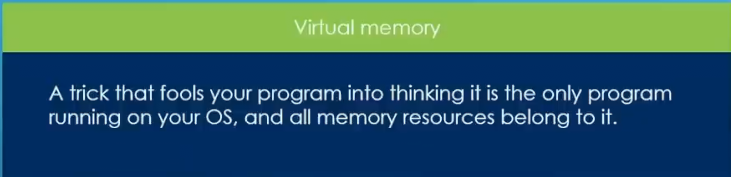 Virtual memory
A trick that fools your program into thinking it is the only program
running on your OS, and all memory resources belong to it.